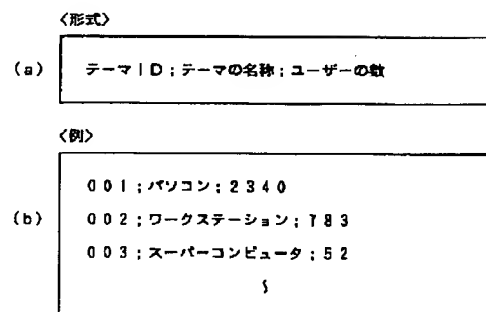 〈形式〉
(a) テーマID;テーマの名称;ユーザーの数
〈例〉
001;パソコン;2340
(b) 002;ワークステーション;783
003;スーパーコンピュータ;52
〜